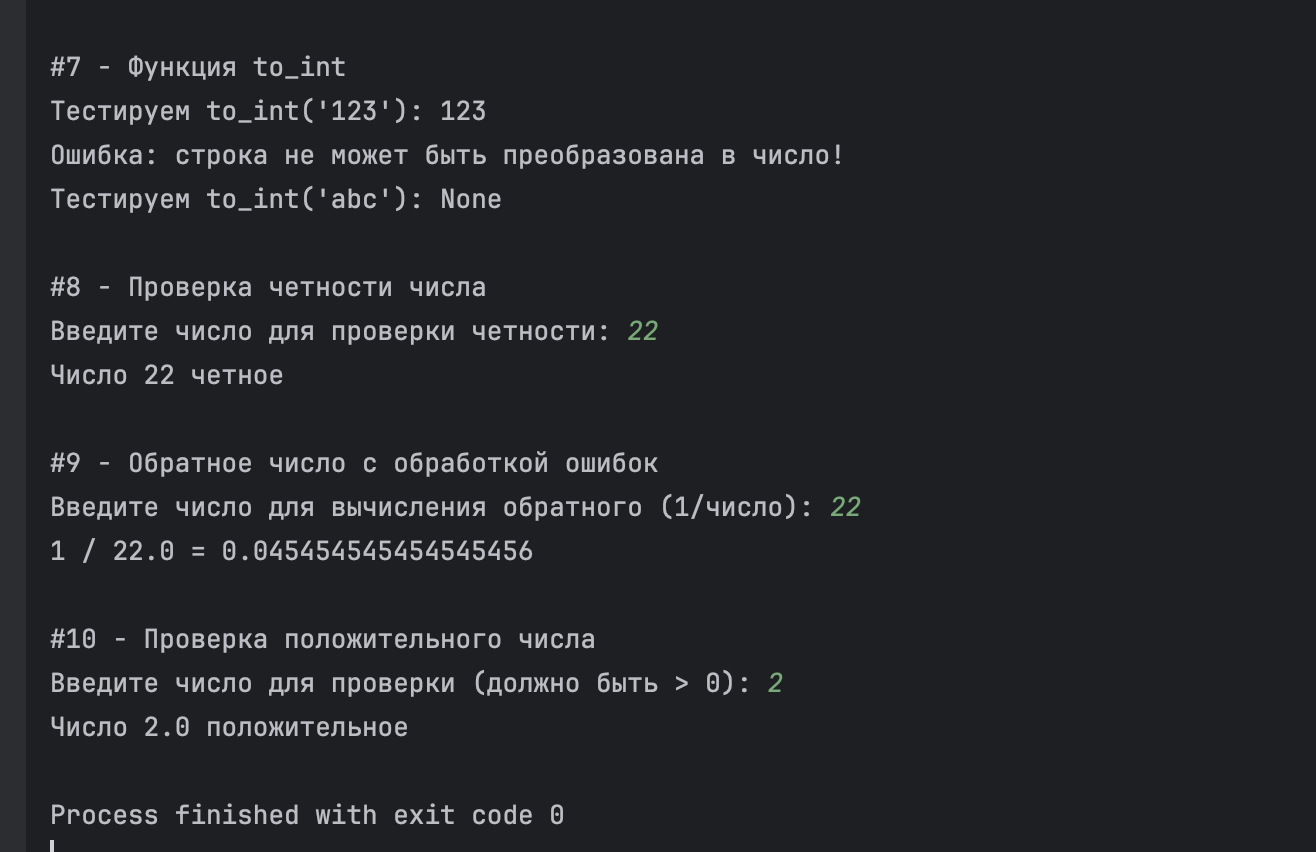 #7 - Функция to_int
Тестируем to_int('123'): 123
Ошибка: строка не может быть преобразована в число!
Тестируем to_int('abc'): None
#8 - Проверка четности числа
Введите число для проверки четности: 22
Число 22 четное
#9 - Обратное число с обработкой ошибок
Введите число для вычисления обратного (1/число): 22
1 / 22.0 = 0.045454545454545456
#10 - Проверка положительного числа
Введите число для проверки (должно быть > 0): 2
Число 2.0 положительное
Process finished with exit code 0